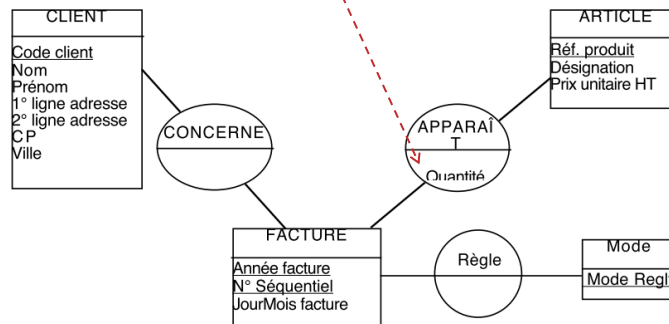 CLIENT
Code client
Nom
Prénom
1° ligne adresse
2° ligne adresse
CP
Ville
CONCERNE
ARTICLE
Réf. produit
Désignation
Prix unitaire HT
APPARAÎ
T
Quantité
FACTURE
Année facture
N° Séquentiel
JourMois facture
Règle
Mode
Mode Regl